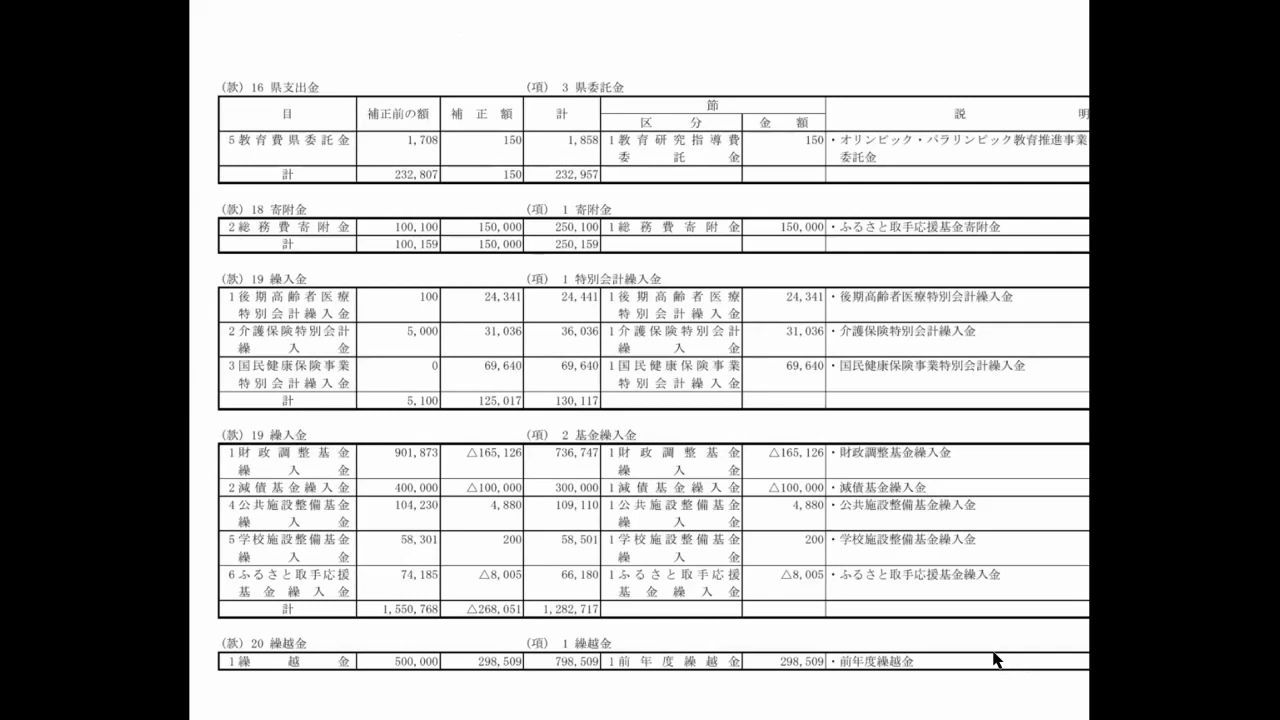 (款) 16 県支出金 (項) 3 県委託金
目 補正前の額 補正額 計 節 説明
区分 金額
5 教育費県委託金 1,708 150 1,858 1 教育研究指導費 150 ・オリンピック・パラリンピック教育推進事業
委託金 委託金
計 232,807 150 232,957
(款) 18 寄附金 (項) 1 寄附金
2 総務費寄附金 100,100 150,000 250,100 1 総務費寄附金 150,000 ・ふるさと取手応援基金寄附金
計 100,159 150,000 250,159
(款) 19 繰入金 (項) 1 特別会計繰入金
1 後期高齢者医療 100 24,341 24,441 1 後期高齢者医療 24,341 ・後期高齢者医療特別会計繰入金
特別会計繰入金 特別会計繰入金
2 介護保険特別会計 5,000 31,036 36,036 1 介護保険特別会計 31,036 ・介護保険特別会計繰入金
繰入金 繰入金
3 国民健康保険事業 0 69,640 69,640 1 国民健康保険事業 69,640 ・国民健康保険事業特別会計繰入金
特別会計繰入金 特別会計繰入金
計 5,100 125,017 130,117
(款) 19 繰入金 (項) 2 基金繰入金
1 財政調整基金 901,873 △165,126 736,747 1 財政調整基金 △165,126 ・財政調整基金繰入金
繰入金 繰入金
2 減債基金繰入金 400,000 △100,000 300,000 1 減債基金繰入金 △100,000 ・減債基金繰入金
4 公共施設整備基金 104,230 4,880 109,110 1 公共施設整備基金 4,880 ・公共施設整備基金繰入金
繰入金 繰入金
5 学校施設整備基金 58,301 200 58,501 1 学校施設整備基金 200 ・学校施設整備基金繰入金
繰入金 繰入金
6 ふるさと取手応援 74,185 △8,005 66,180 1 ふるさと取手応援 △8,005 ・ふるさと取手応援基金繰入金
基金繰入金 基金繰入金
計 1,550,768 △268,051 1,282,717
(款) 20 繰越金 (項) 1 繰越金
1 繰越金 500,000 298,509 798,509 1 前年度繰越金 298,509 ・前年度繰越金